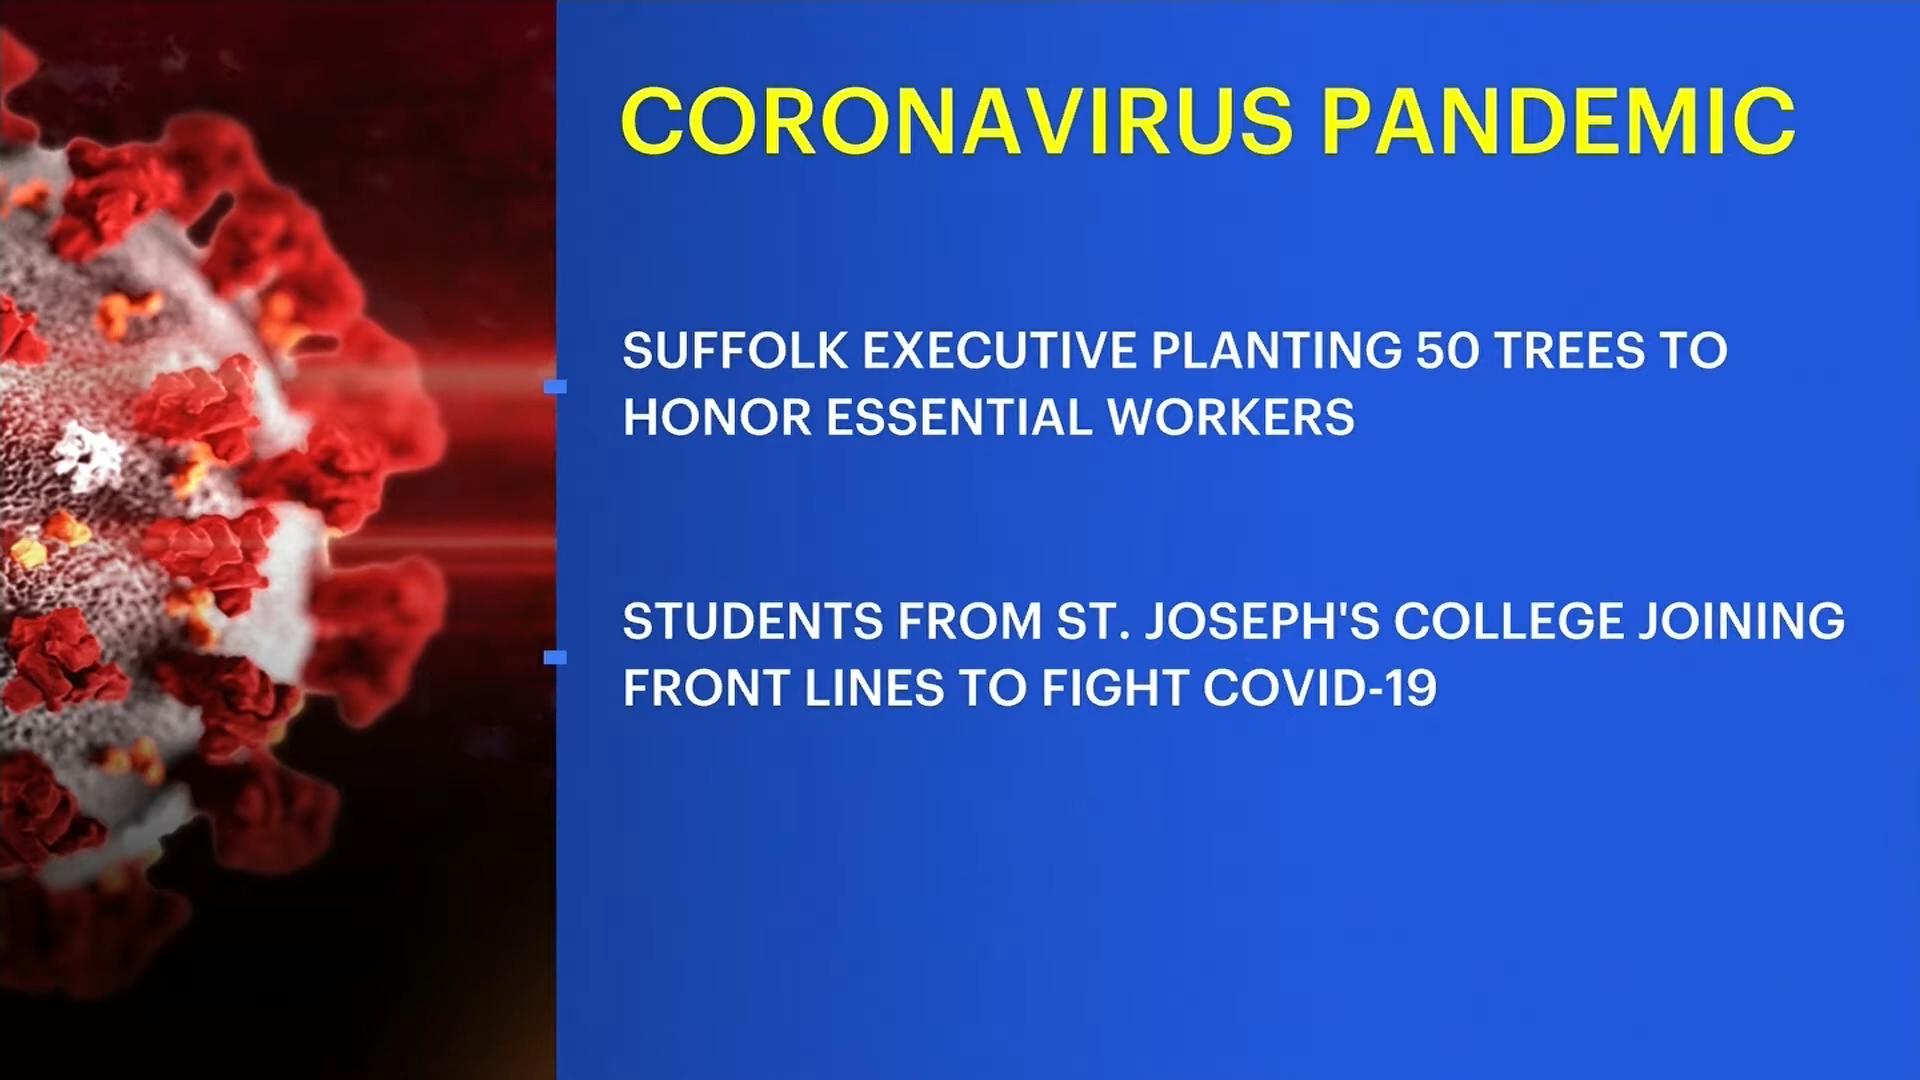 CORONAVIRUS PANDEMIC
SUFFOLK EXECUTIVE PLANTING 50 TREES TO
HONOR ESSENTIAL WORKERS
STUDENTS FROM ST. JOSEPH'S COLLEGE JOINING
FRONT LINES TO FIGHT COVID-19